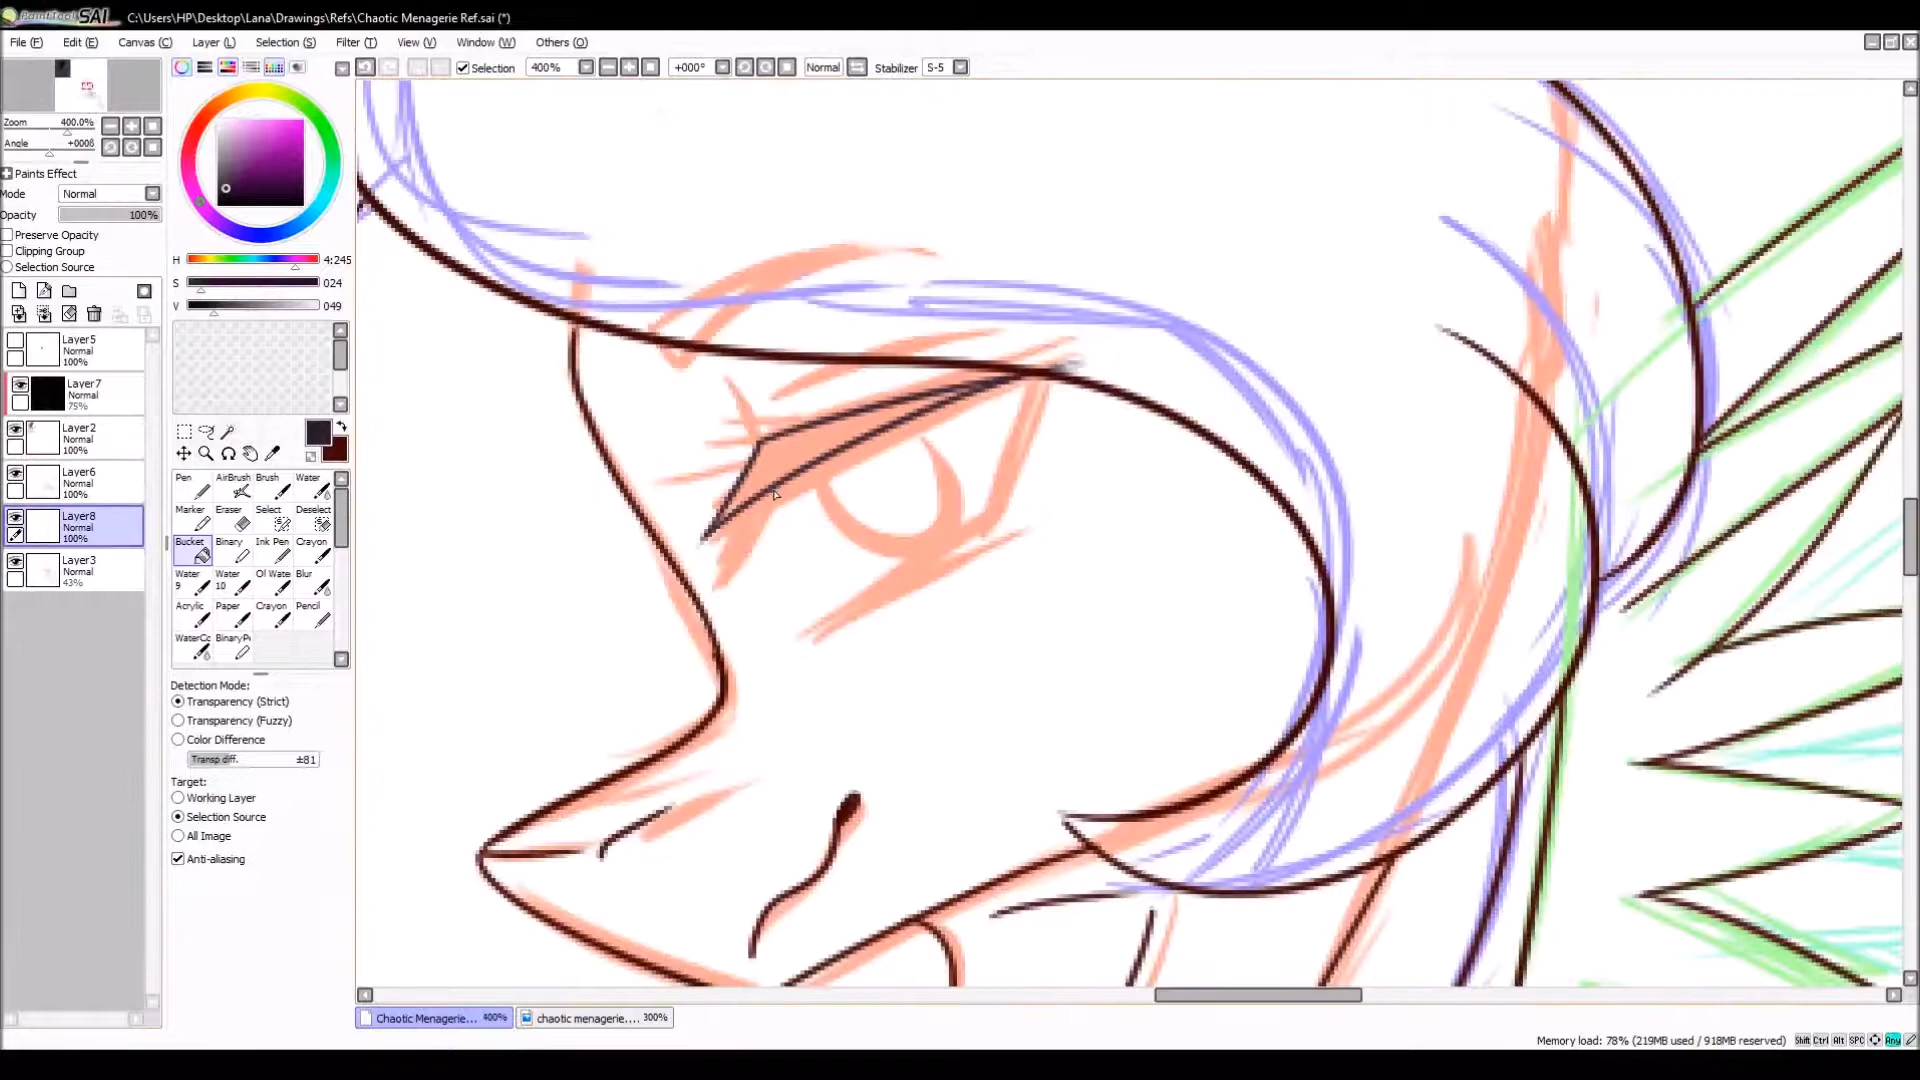 PaintTool SAI C:\Users\HP\Desktop\Lana\Drawings\Refs\Chaotic Menagerie Ref.sai (*)
File (F) Edit (E) Canvas (C) Layer (L) Selection (S) Filter (T) View (V) Window (W) Others (O)
Selection 400% +000° Normal Stabilizer S-5
Zoom 400.0%
Angle +000ß
Paints Effect
Mode Normal
Opacity 100%
Preserve Opacity
Clipping Group
Selection Source
H 4:245
S 024
V 049
Layer5
Normal
100%
Layer7
Normal
75%
Layer2
Normal
100%
Layer6
Normal
100%
Layer8
Normal
100%
Layer3
Normal
43%
Pen AirBrush Brush Water
Marker Eraser Select Deselect
Bucket Binary Ink Pen Crayon
Water 9 Water 10 Ol Wate Blur
Acrylic Paper Crayon Pencil
WaterCo BinaryPe
Detection Mode:
Transparency (Strict)
Transparency (Fuzzy)
Color Difference
Transp diff. ±81
Target:
Working Layer
Selection Source
All Image
Anti-aliasing
Chaotic Menagerie... 400% chaotic menagerie.... 300%
Memory load: 78% (219MB used / 918MB reserved) Shift Ctrl Alt SPC Any